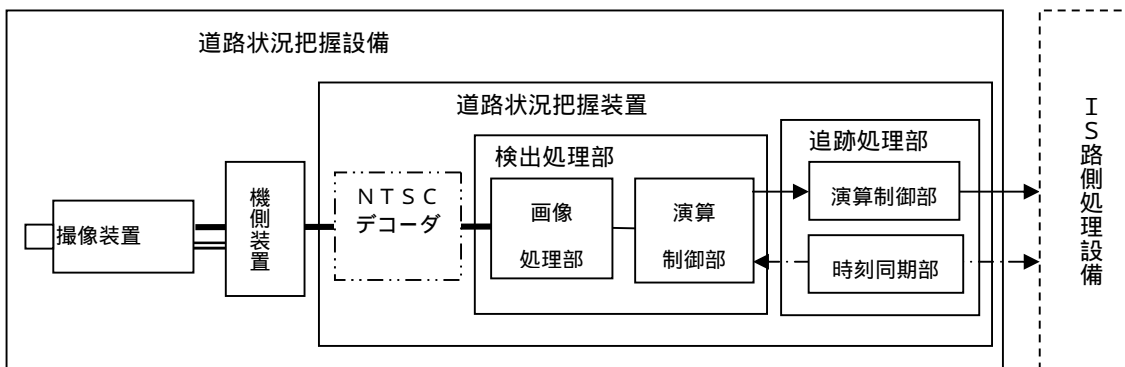 道路状況把握設備
道路状況把握装置
追跡処理部
検出処理部
ＮＴＳＣ
デコーダ
画像
処理部
演算
制御部
演算制御部
時刻同期部
機側装置
撮像装置
ＩＳ路側処理設備